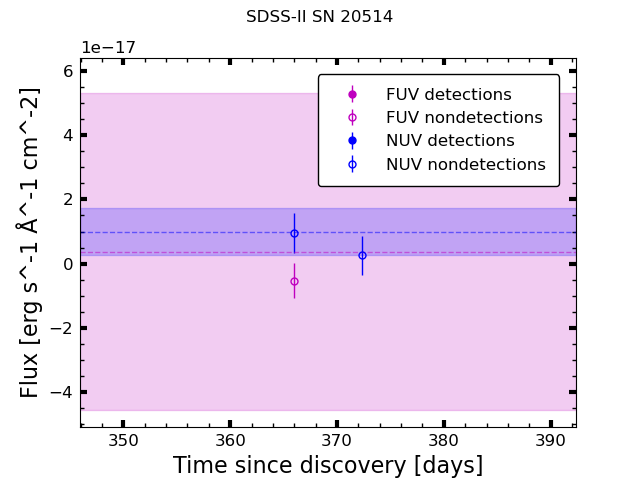 SDSS-II SN 20514
1e−17
6
4
2
0
−2
−4
Flux [erg s^-1 Å^-1 cm^-2]
FUV detections
FUV nondetections
NUV detections
NUV nondetections
350 360 370 380 390
Time since discovery [days]